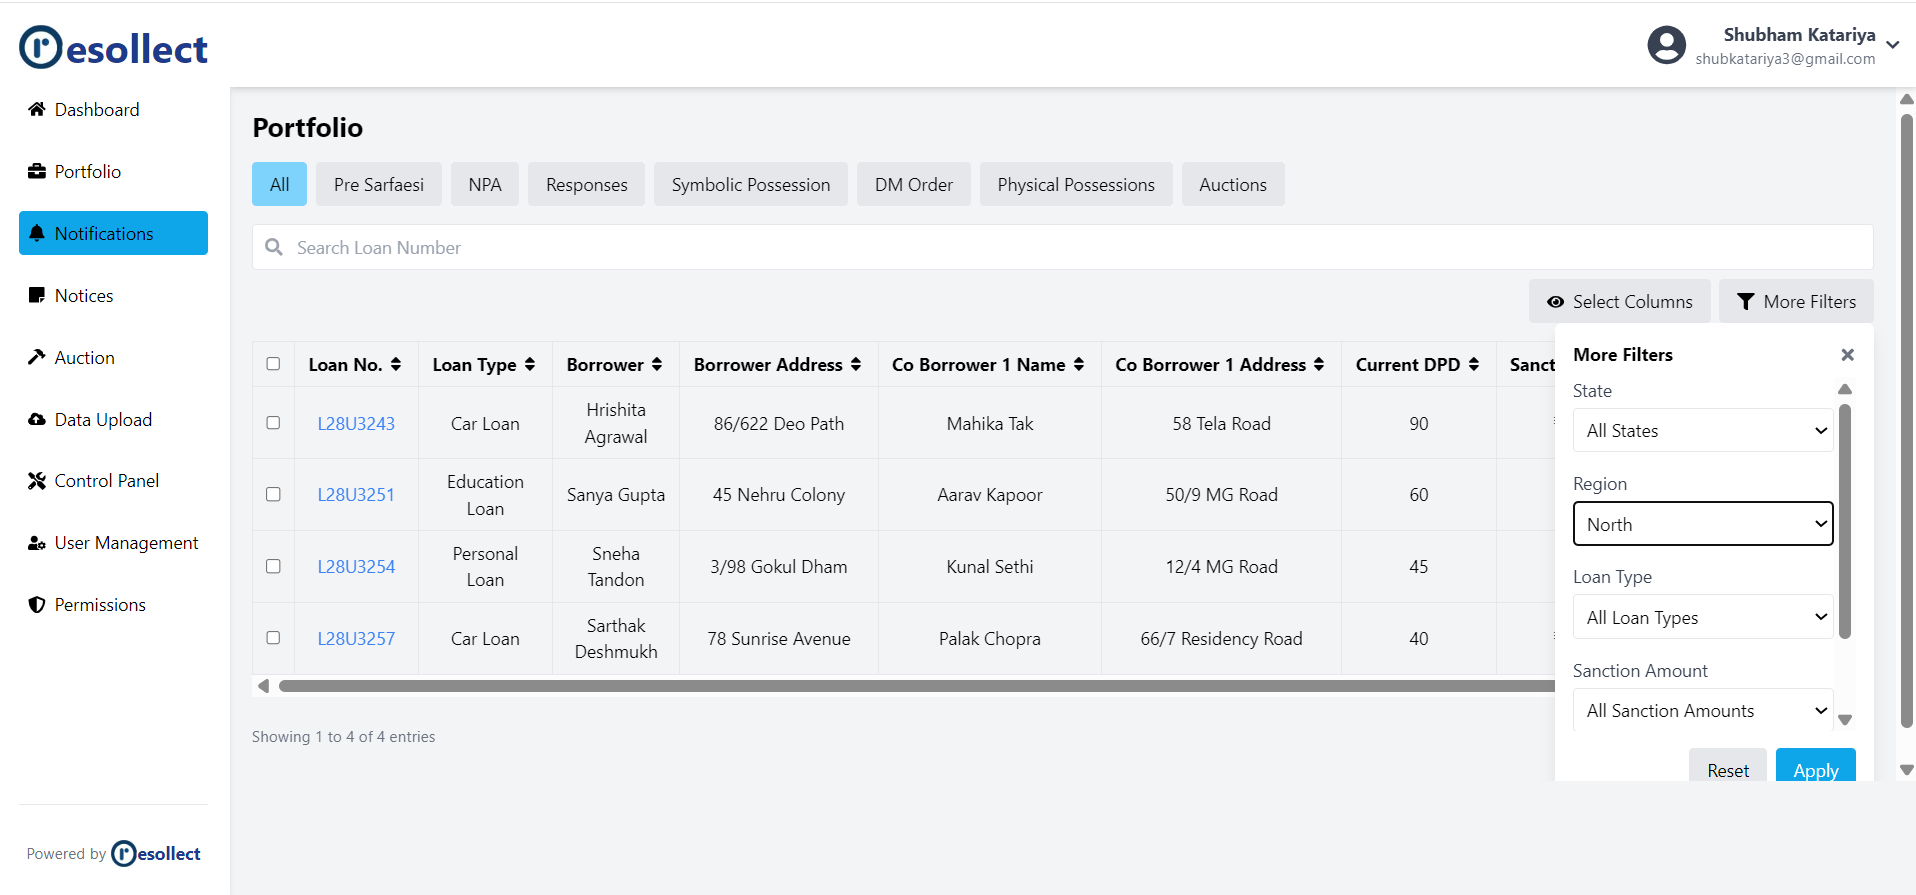 resollect
Shubham Katariya
shubkatariya3@gmail.com
Dashboard
Portfolio
Notifications
Notices
Auction
Data Upload
Control Panel
User Management
Permissions
Powered by resollect
Portfolio
All Pre Sarfaesi NPA Responses Symbolic Possession DM Order Physical Possessions Auctions
Search Loan Number
Select Columns More Filters
Loan No. Loan Type Borrower Borrower Address Co Borrower 1 Name Co Borrower 1 Address Current DPD Sanct
L28U3243 Car Loan Hrishita Agrawal 86/622 Deo Path Mahika Tak 58 Tela Road 90
L28U3251 Education Loan Sanya Gupta 45 Nehru Colony Aarav Kapoor 50/9 MG Road 60
L28U3254 Personal Loan Sneha Tandon 3/98 Gokul Dham Kunal Sethi 12/4 MG Road 45
L28U3257 Car Loan Sarthak Deshmukh 78 Sunrise Avenue Palak Chopra 66/7 Residency Road 40
Showing 1 to 4 of 4 entries
More Filters
State
All States
Region
North
Loan Type
All Loan Types
Sanction Amount
All Sanction Amounts
Reset Apply